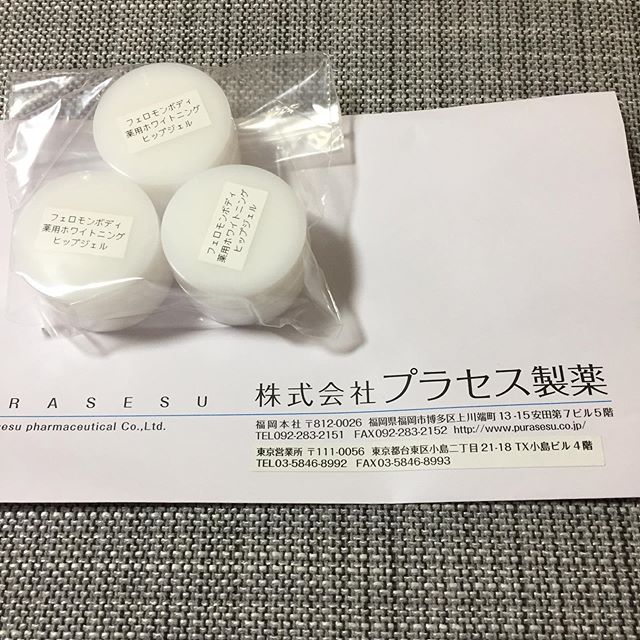 フェロモンボディ
薬用ホワイトニング
ヒップジェル
フェロモンボディ
薬用ホワイトニング
ヒップジェル
フェロモンボディ
薬用ホワイトニング
ヒップジェル
RASESU
株式会社プラセス製薬
esu pharmaceutical Co.,Ltd.
福岡本社 〒812-0026 福岡県福岡市博多区上川端町13-15安田第7ビル5階
TEL092-283-2151 FAX092-283-2152 http://www.purasesu.co.jp/
東京営業所 〒111-0056 東京都台東区小島二丁目21-18 TX小島ビル4階
TEL03-5846-8992 FAX03-5846-8993